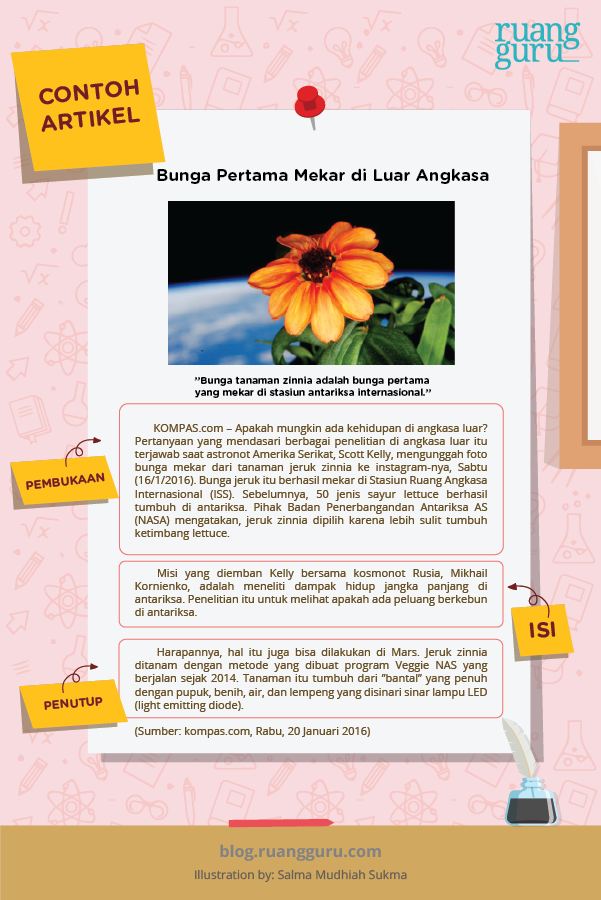 ruang
guru
CONTOH
ARTIKEL
Bunga Pertama Mekar di Luar Angkasa
”Bunga tanaman zinnia adalah bunga pertama
yang mekar di stasiun antariksa internasional.”
PEMBUKAAN
KOMPAS.com – Apakah mungkin ada kehidupan di angkasa luar?
Pertanyaan yang mendasari berbagai penelitian di angkasa luar itu
terjawab saat astronot Amerika Serikat, Scott Kelly, mengunggah foto
bunga mekar dari tanaman jeruk zinnia ke instagram-nya, Sabtu
(16/1/2016). Bunga jeruk itu berhasil mekar di Stasiun Ruang Angkasa
Internasional (ISS). Sebelumnya, 50 jenis sayur lettuce berhasil
tumbuh di antariksa. Pihak Badan Penerbangandan Antariksa AS
(NASA) mengatakan, jeruk zinnia dipilih karena lebih sulit tumbuh
ketimbang lettuce.
Misi yang diemban Kelly bersama kosmonot Rusia, Mikhail
Kornienko, adalah meneliti dampak hidup jangka panjang di
antariksa. Penelitian itu untuk melihat apakah ada peluang berkebun
di antariksa.
ISI
Harapannya, hal itu juga bisa dilakukan di Mars. Jeruk zinnia
ditanam dengan metode yang dibuat program Veggie NAS yang
berjalan sejak 2014. Tanaman itu tumbuh dari ”bantal” yang penuh
dengan pupuk, benih, air, dan lempeng yang disinari sinar lampu LED
(light emitting diode).
PENUTUP
(Sumber: kompas.com, Rabu, 20 Januari 2016)
blog.ruangguru.com
Illustration by: Salma Mudhiah Sukma